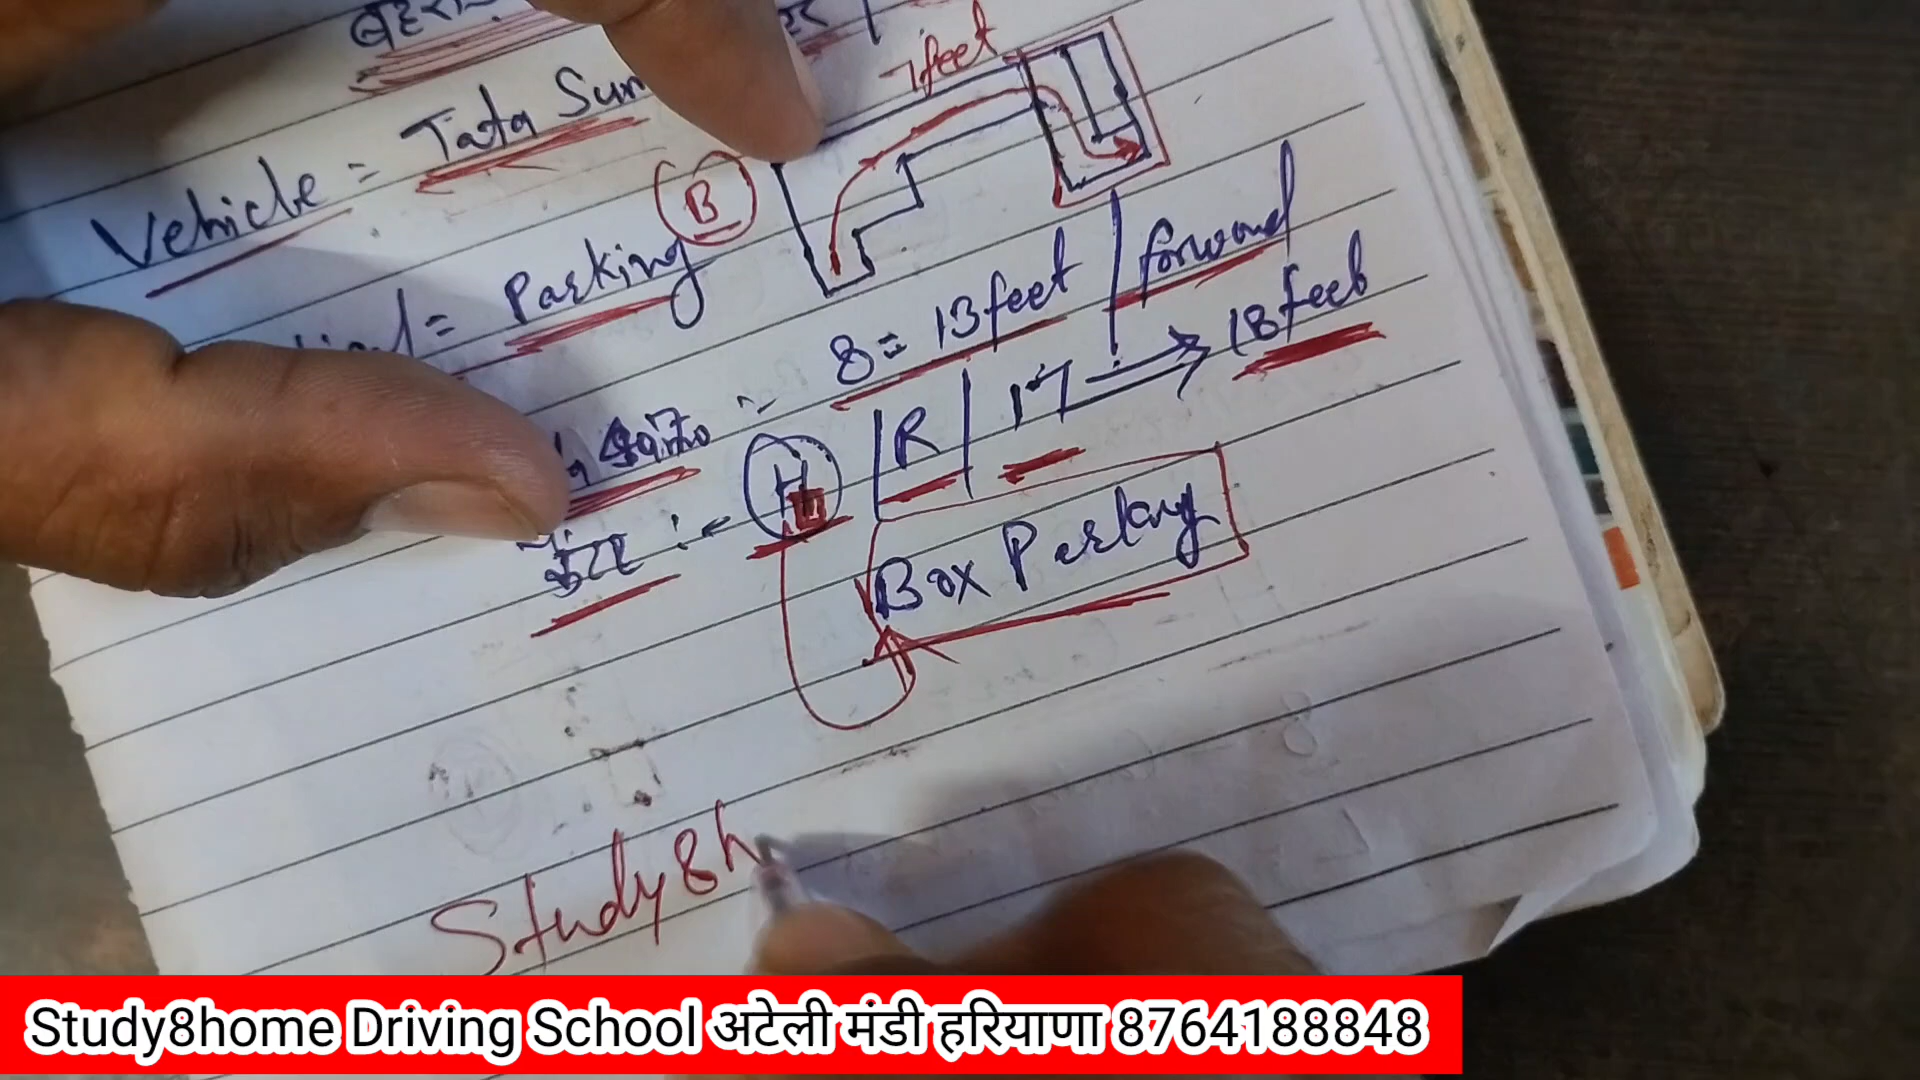 7feet
Vehicle = Tata Sum
B
= Parking
8 = 13feet | forward
H | R | 17 → 18feet
Box Parking
Study8h
Study8home Driving School अटेली मंडी हरियाणा 8764188848